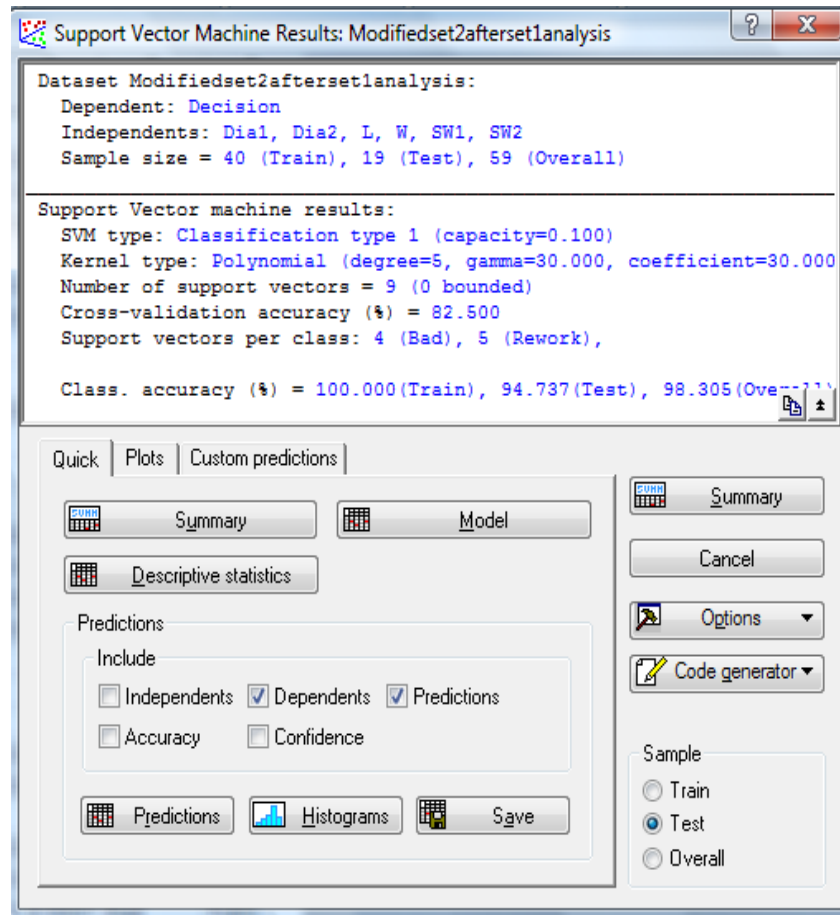 Support Vector Machine Results: Modifiedset2afterset1analysis
Dataset Modifiedset2afterset1analysis:
Dependent: Decision
Independents: Dia1, Dia2, L, W, SW1, SW2
Sample size = 40 (Train), 19 (Test), 59 (Overall)
Support Vector machine results:
SVM type: Classification type 1 (capacity=0.100)
Kernel type: Polynomial (degree=5, gamma=30.000, coefficient=30.000
Number of support vectors = 9 (0 bounded)
Cross-validation accuracy (%) = 82.500
Support vectors per class: 4 (Bad), 5 (Rework),
Class. accuracy (%) = 100.000(Train), 94.737(Test), 98.305(Overall)
Quick
Plots
Custom predictions
Summary
Model
Descriptive statistics
Predictions
Include
Independents
Dependents
Predictions
Accuracy
Confidence
Predictions
Histograms
Save
Summary
Cancel
Options
Code generator
Sample
Train
Test
Overall